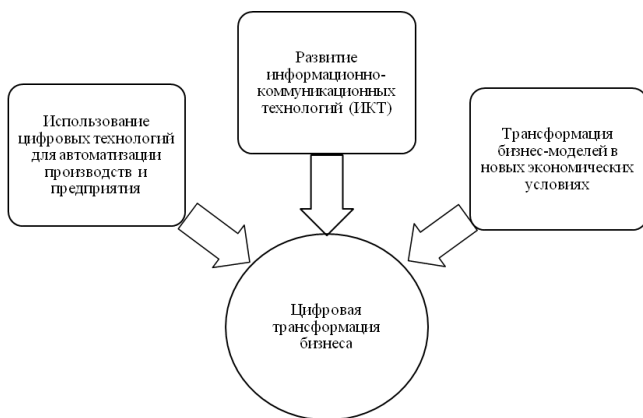 Развитие
информационно-
коммуникационных
технологий (ИКТ)
Использование
цифровых технологий
для автоматизации
производств и
предприятия
Трансформация
бизнес-моделей в
новых экономических
условиях
Цифровая
трансформация
бизнеса